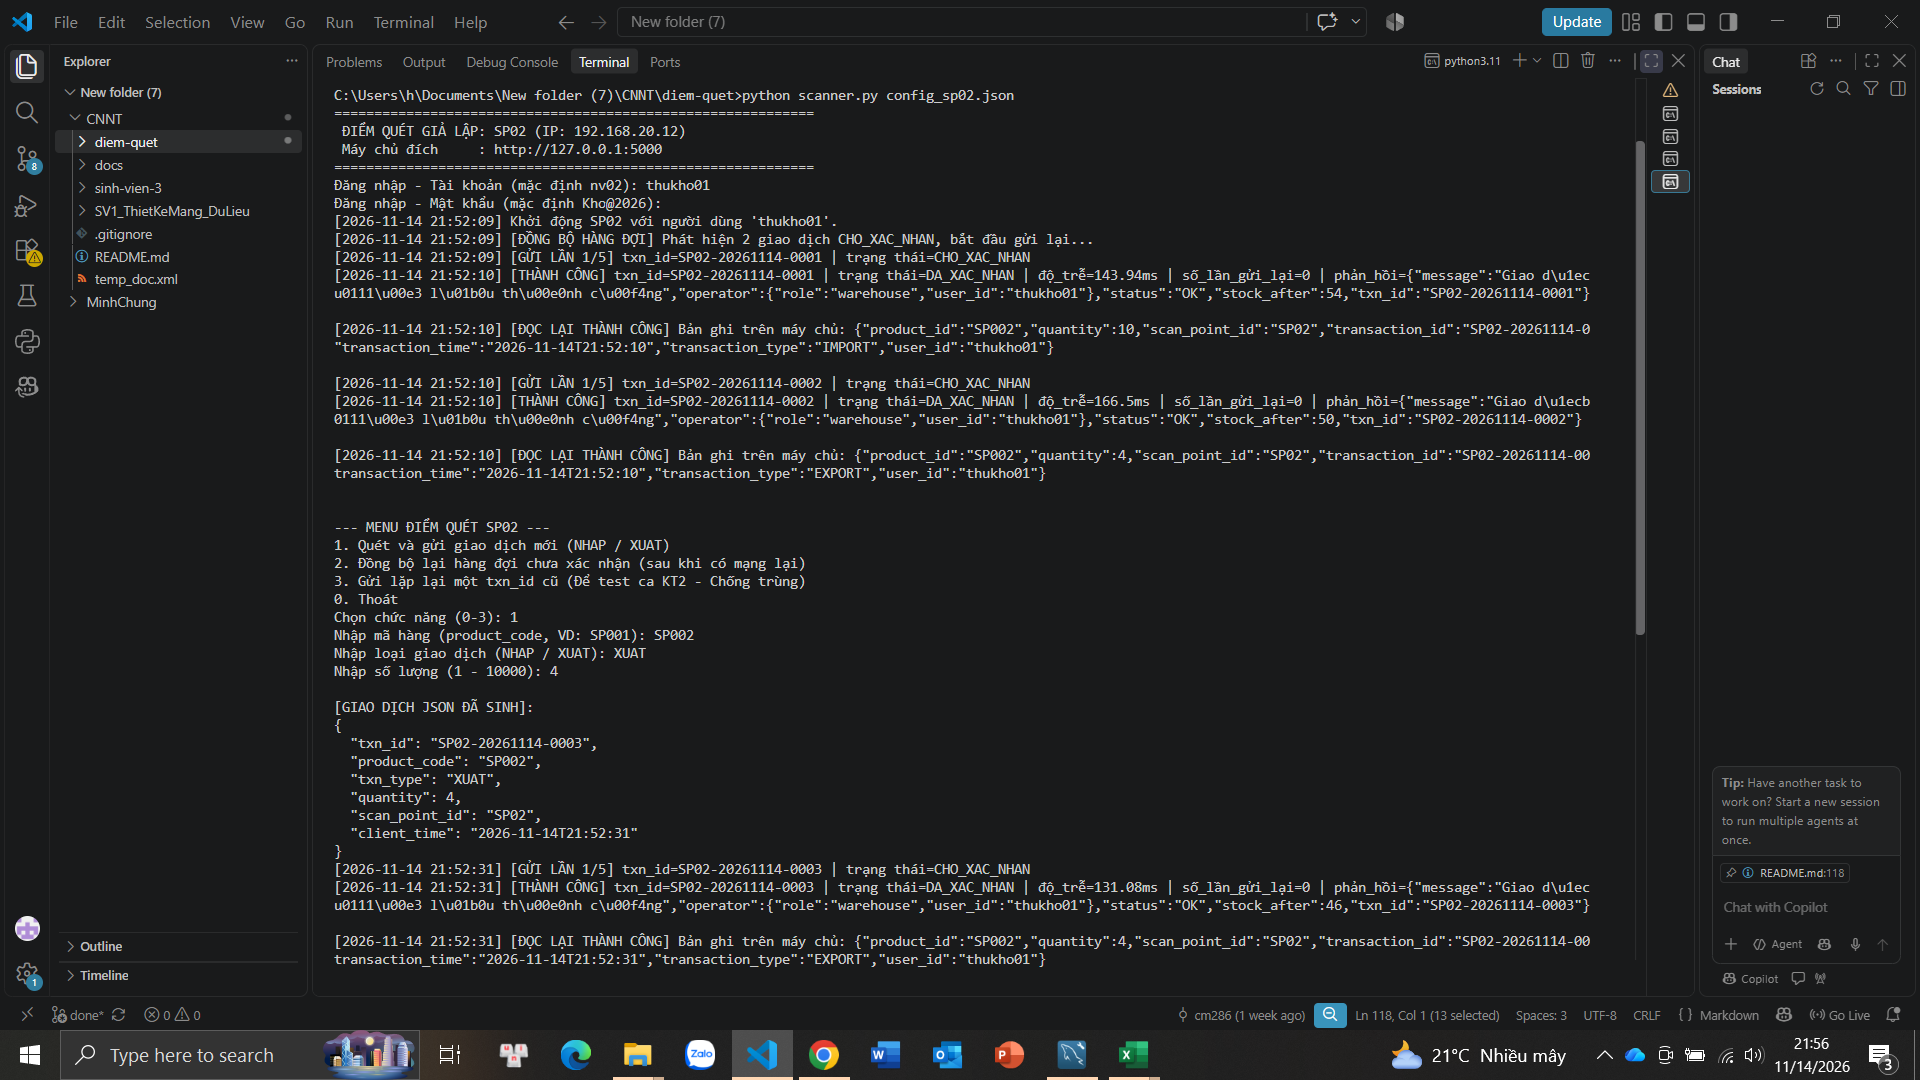 File Edit Selection View Go Run Terminal Help
New folder (7)
Update
Explorer
New folder (7)
CNNT
diem-quet
docs
sinh-vien-3
SV1_ThietKeMang_DuLieu
.gitignore
README.md
temp_doc.xml
MinhChung
Outline
Timeline
Problems Output Debug Console Terminal Ports
python3.11
C:\Users\h\Documents\New folder (7)\CNNT\diem-quet>python scanner.py config_sp02.json
============================================================
ĐIỂM QUÉT GIẢ LẬP: SP02 (IP: 192.168.20.12)
Máy chủ đích     : http://127.0.0.1:5000
============================================================
Đăng nhập - Tài khoản (mặc định nv02): thukho01
Đăng nhập - Mật khẩu (mặc định Kho@2026):
[2026-11-14 21:52:09] Khởi động SP02 với người dùng 'thukho01'.
[2026-11-14 21:52:09] [ĐỒNG BỘ HÀNG ĐỢI] Phát hiện 2 giao dịch CHO_XAC_NHAN, bắt đầu gửi lại...
[2026-11-14 21:52:09] [GỬI LẦN 1/5] txn_id=SP02-20261114-0001 | trạng thái=CHO_XAC_NHAN
[2026-11-14 21:52:10] [THÀNH CÔNG] txn_id=SP02-20261114-0001 | trạng thái=DA_XAC_NHAN | độ_trễ=143.94ms | số_lần_gửi_lại=0 | phản_hồi={"message":"Giao d\u1ec
u0111\u00e3 l\u01b0u th\u00e0nh c\u00f4ng","operator":{"role":"warehouse","user_id":"thukho01"},"status":"OK","stock_after":54,"txn_id":"SP02-20261114-0001"}
[2026-11-14 21:52:10] [ĐỌC LẠI THÀNH CÔNG] Bản ghi trên máy chủ: {"product_id":"SP002","quantity":10,"scan_point_id":"SP02","transaction_id":"SP02-20261114-0
"transaction_time":"2026-11-14T21:52:10","transaction_type":"IMPORT","user_id":"thukho01"}
[2026-11-14 21:52:10] [GỬI LẦN 1/5] txn_id=SP02-20261114-0002 | trạng thái=CHO_XAC_NHAN
[2026-11-14 21:52:10] [THÀNH CÔNG] txn_id=SP02-20261114-0002 | trạng thái=DA_XAC_NHAN | độ_trễ=166.5ms | số_lần_gửi_lại=0 | phản_hồi={"message":"Giao d\u1ecb
0111\u00e3 l\u01b0u th\u00e0nh c\u00f4ng","operator":{"role":"warehouse","user_id":"thukho01"},"status":"OK","stock_after":50,"txn_id":"SP02-20261114-0002"}
[2026-11-14 21:52:10] [ĐỌC LẠI THÀNH CÔNG] Bản ghi trên máy chủ: {"product_id":"SP002","quantity":4,"scan_point_id":"SP02","transaction_id":"SP02-20261114-00
transaction_time":"2026-11-14T21:52:10","transaction_type":"EXPORT","user_id":"thukho01"}
--- MENU ĐIỂM QUÉT SP02 ---
1. Quét và gửi giao dịch mới (NHAP / XUAT)
2. Đồng bộ lại hàng đợi chưa xác nhận (sau khi có mạng lại)
3. Gửi lặp lại một txn_id cũ (Để test ca KT2 - Chống trùng)
0. Thoát
Chọn chức năng (0-3): 1
Nhập mã hàng (product_code, VD: SP001): SP002
Nhập loại giao dịch (NHAP / XUAT): XUAT
Nhập số lượng (1 - 10000): 4
[GIAO DỊCH JSON ĐÃ SINH]:
{
"txn_id": "SP02-20261114-0003",
"product_code": "SP002",
"txn_type": "XUAT",
"quantity": 4,
"scan_point_id": "SP02",
"client_time": "2026-11-14T21:52:31"
}
[2026-11-14 21:52:31] [GỬI LẦN 1/5] txn_id=SP02-20261114-0003 | trạng thái=CHO_XAC_NHAN
[2026-11-14 21:52:31] [THÀNH CÔNG] txn_id=SP02-20261114-0003 | trạng thái=DA_XAC_NHAN | độ_trễ=131.08ms | số_lần_gửi_lại=0 | phản_hồi={"message":"Giao d\u1ec
u0111\u00e3 l\u01b0u th\u00e0nh c\u00f4ng","operator":{"role":"warehouse","user_id":"thukho01"},"status":"OK","stock_after":46,"txn_id":"SP02-20261114-0003"}
[2026-11-14 21:52:31] [ĐỌC LẠI THÀNH CÔNG] Bản ghi trên máy chủ: {"product_id":"SP002","quantity":4,"scan_point_id":"SP02","transaction_id":"SP02-20261114-00
transaction_time":"2026-11-14T21:52:31","transaction_type":"EXPORT","user_id":"thukho01"}
Chat
Sessions
Tip: Have another task to
work on? Start a new session
to run multiple agents at
once.
README.md:118
Chat with Copilot
Agent
Copilot
8
1
done* 0 0
cm286 (1 week ago) Ln 118, Col 1 (13 selected) Spaces: 3 UTF-8 CRLF { } Markdown Go Live
Type here to search
Zalo
21°C Nhiều mây
21:56
11/14/2026
3